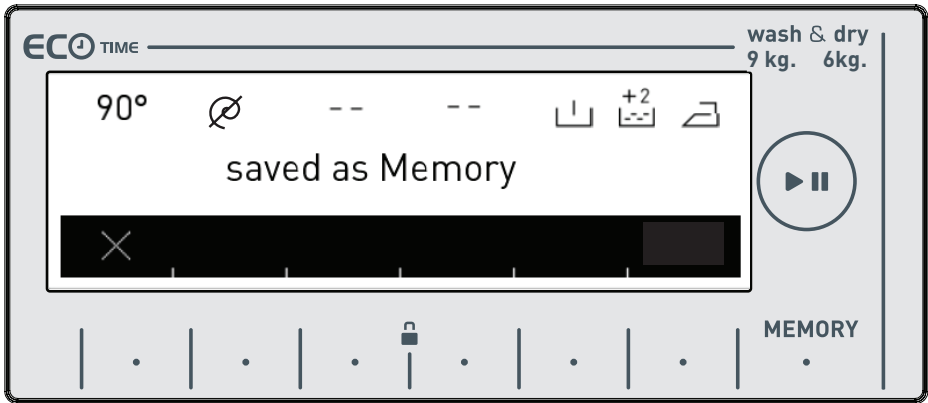 ECO TIME
wash & dry
9 kg. 6kg.
90° -- -- +2
saved as Memory
MEMORY